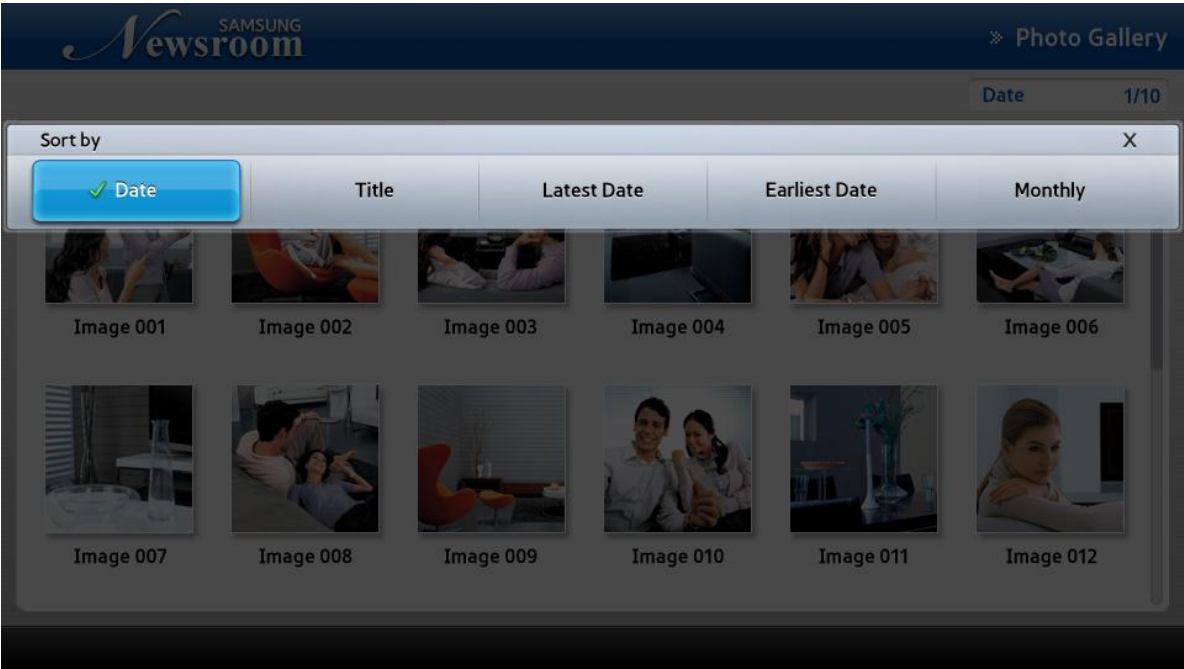 SAMSUNG
Newsroom
» Photo Gallery
Date 1/10
Sort by X
✓ Date Title Latest Date Earliest Date Monthly
Image 001 Image 002 Image 003 Image 004 Image 005 Image 006
Image 007 Image 008 Image 009 Image 010 Image 011 Image 012